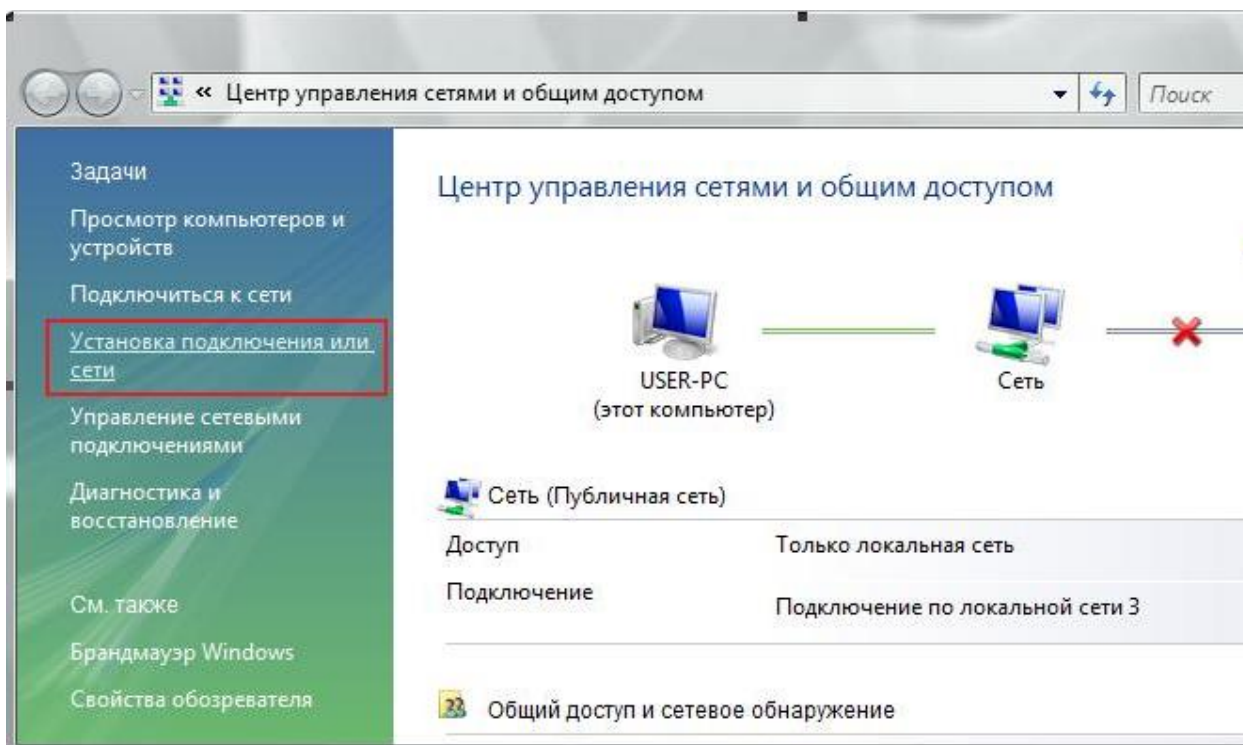 « Центр управления сетями и общим доступом
Поиск
Задачи
Просмотр компьютеров и
устройств
Подключиться к сети
Установка подключения или
сети
Управление сетевыми
подключениями
Диагностика и
восстановление
См. также
Брандмауэр Windows
Свойства обозревателя
Центр управления сетями и общим доступом
USER-PC
(этот компьютер)
Сеть
Сеть (Публичная сеть)
Доступ
Только локальная сеть
Подключение
Подключение по локальной сети 3
Общий доступ и сетевое обнаружение